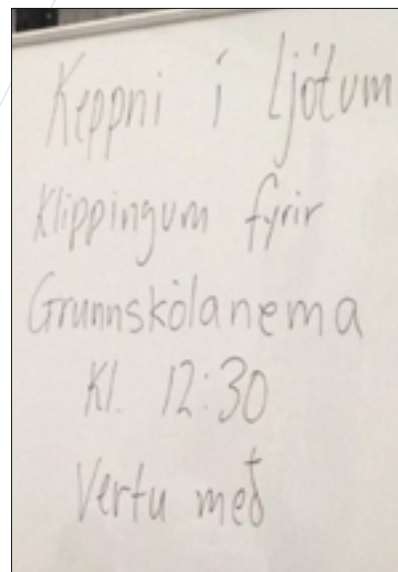 Keppni í ljótum
klippingum fyrir
Grunnskólanema
Kl. 12:30
Vertu með